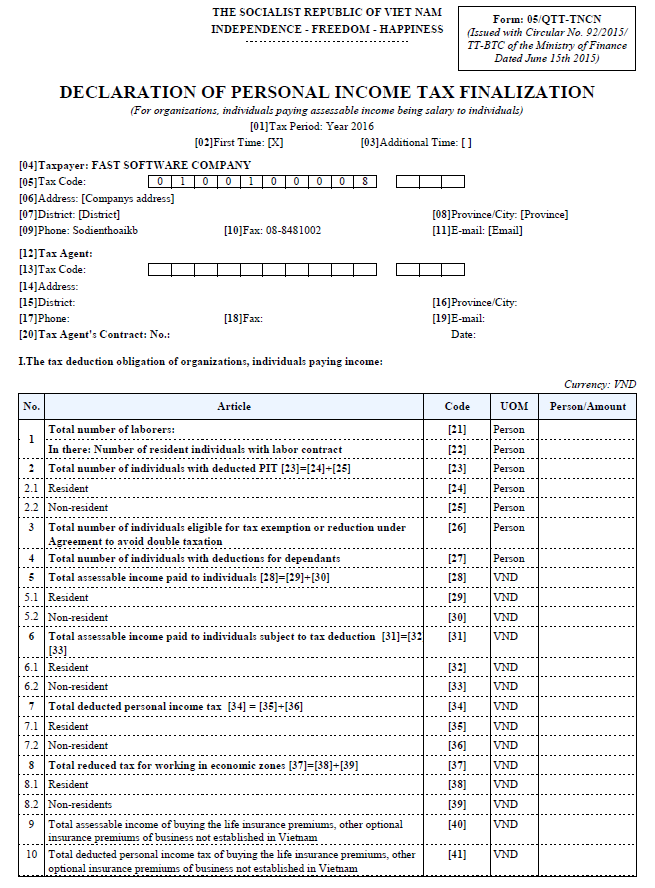 THE SOCIALIST REPUBLIC OF VIET NAM
INDEPENDENCE - FREEDOM - HAPPINESS
Form: 05/QTT-TNCN
(Issued with Circular No. 92/2015/
TT-BTC of the Ministry of Finance
Dated June 15th 2015)
DECLARATION OF PERSONAL INCOME TAX FINALIZATION
(For organizations, individuals paying assessable income being salary to individuals)
[01]Tax Period: Year 2016
[02]First Time: [X] [03]Additional Time: [ ]
[04]Taxpayer: FAST SOFTWARE COMPANY
[05]Tax Code: 0 1 0 0 1 0 0 0 0 8
[06]Address: [Companys address]
[07]District: [District] [08]Province/City: [Province]
[09]Phone: Sodienthoaikb [10]Fax: 08-8481002 [11]E-mail: [Email]
[12]Tax Agent:
[13]Tax Code:
[14]Address:
[15]District: [16]Province/City:
[17]Phone: [18]Fax: [19]E-mail:
[20]Tax Agent's Contract: No.: Date:
I.The tax deduction obligation of organizations, individuals paying income:
Currency: VND
No. Article Code UOM Person/Amount
1 Total number of laborers: [21] Person
In there: Number of resident individuals with labor contract [22] Person
2 Total number of individuals with deducted PIT [23]=[24]+[25] [23] Person
2.1 Resident [24] Person
2.2 Non-resident [25] Person
3 Total number of individuals eligible for tax exemption or reduction under [26] Person
Agreement to avoid double taxation
4 Total number of individuals with deductions for dependants [27] Person
5 Total assessable income paid to individuals [28]=[29]+[30] [28] VND
5.1 Resident [29] VND
5.2 Non-resident [30] VND
6 Total assessable income paid to individuals subject to tax deduction [31]=[32 [31] VND
[33]
6.1 Resident [32] VND
6.2 Non-resident [33] VND
7 Total deducted personal income tax [34] = [35]+[36] [34] VND
7.1 Resident [35] VND
7.2 Non-resident [36] VND
8 Total reduced tax for working in economic zones [37]=[38]+[39] [37] VND
8.1 Resident [38] VND
8.2 Non-residents [39] VND
9 Total assessable income of buying the life insurance premiums, other optional [40] VND
insurance premiums of business not established in Vietnam
10 Total deducted personal income tax of buying the life insurance premiums, other [41] VND
optional insurance premiums of business not established in Vietnam